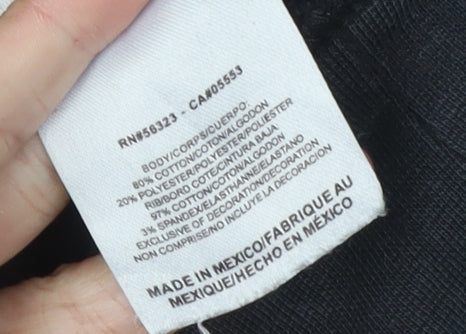 RN#56323 - CA#05553
BODY/CORPS/CUERPO:
80% COTTON/COTON/ALGODON
20% POLYESTER/POLYESTER/POLIÉSTER
RIB/BORD COTE/CINTURA BAJA
97% COTTON/COTON/ALGODON
3% SPANDEX/ELASTHANNE/ELASTANO
EXCLUSIVE OF DECORATION/DECORATION
NON COMPRISE/NO INCLUYE LA DECORACION
MADE IN MEXICO/FABRIQUE AU
MEXIQUE/HECHO EN MÉXICO